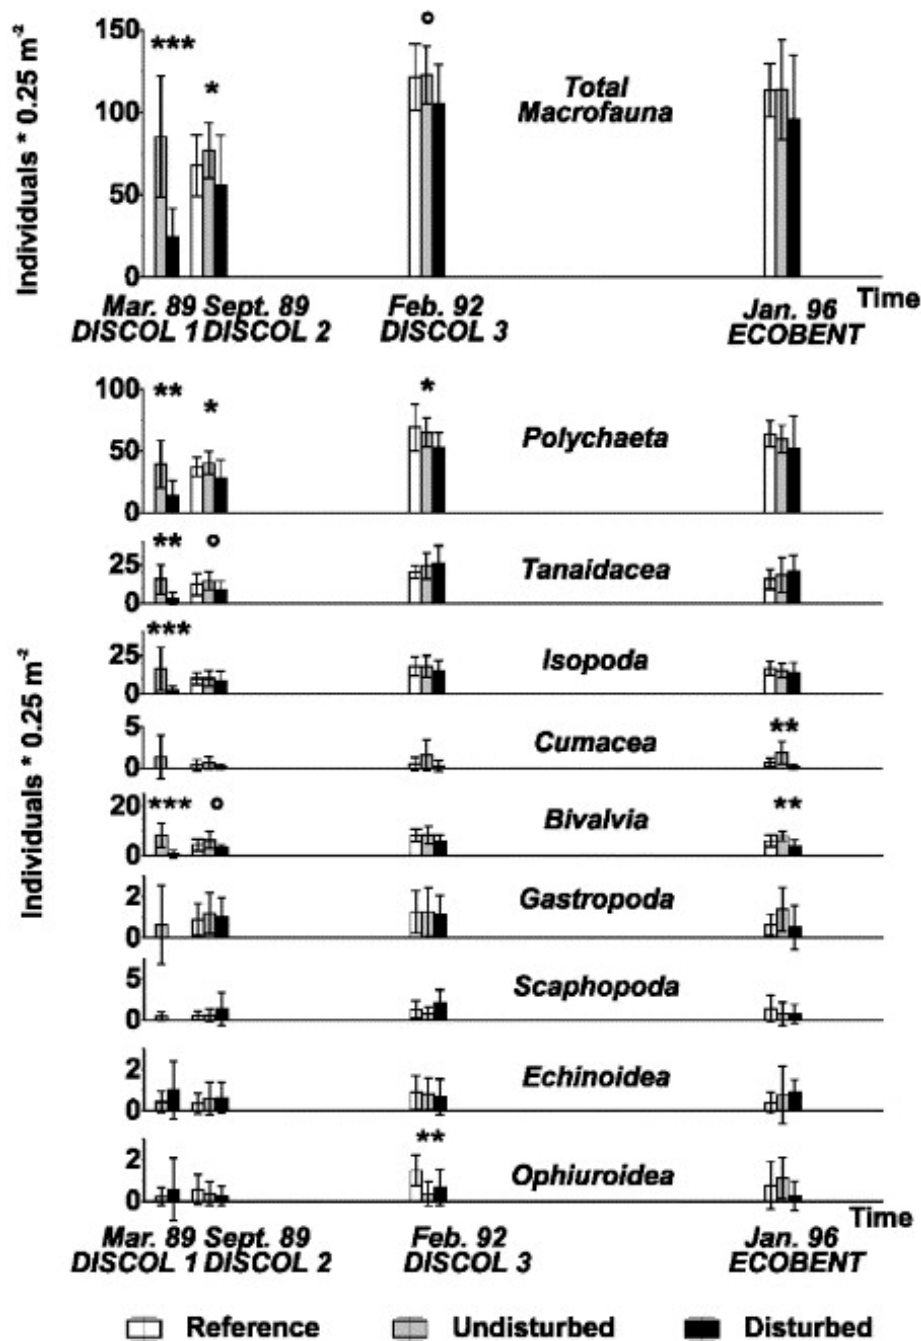 Individuals * 0.25 m-2
150
100
50
0
***
*
°
Total
Macrofauna
Mar. 89 Sept. 89 Feb. 92 Jan. 96 Time
DISCOL 1 DISCOL 2 DISCOL 3 ECOBENT
Individuals * 0.25 m-2
100
50
0
**
*
*
Polychaeta
25
0
**
°
Tanaidacea
25
0
***
Isopoda
5
0
Cumacea
**
20
0
***
°
Bivalvia
**
2
0
Gastropoda
5
0
Scaphopoda
2
0
Echinoidea
2
0
**
Ophiuroidea
Time
Mar. 89 Sept. 89 Feb. 92 Jan. 96
DISCOL 1 DISCOL 2 DISCOL 3 ECOBENT
Reference Undisturbed Disturbed